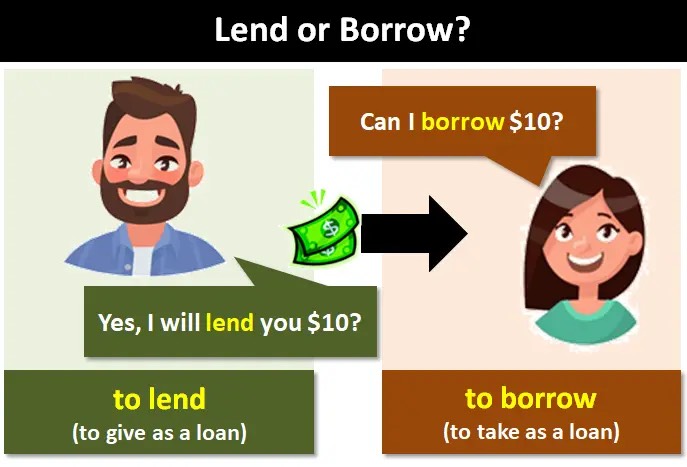 Lend or Borrow?
Can I borrow $10?
Yes, I will lend you $10?
to lend
(to give as a loan)
to borrow
(to take as a loan)